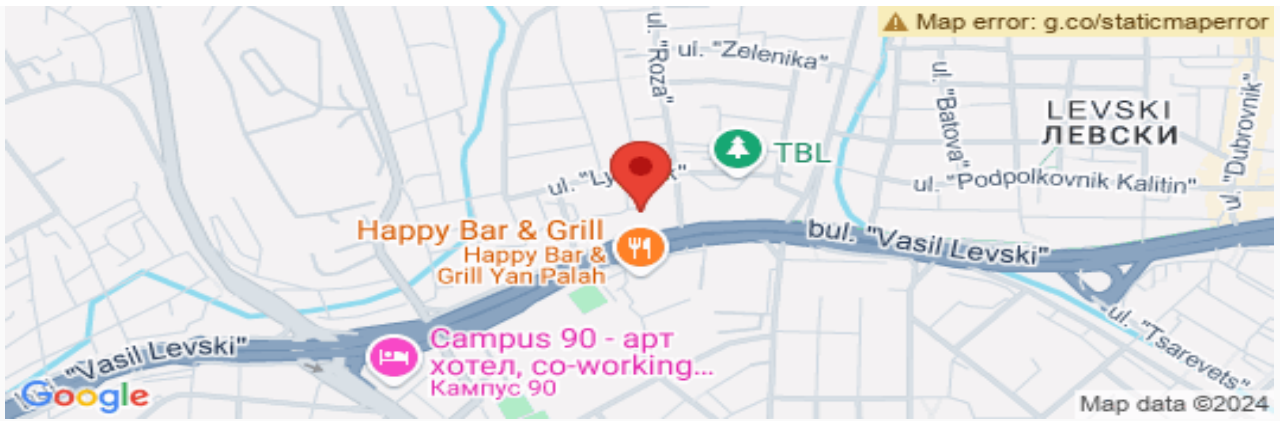 Map error: g.co/staticmaperror
ul. "Zelenika"
ul. "Roza"
ul. "Batova"
LEVSKI
ЛЕВСКИ
ul. "Dubrovnik"
TBL
ul. "Podpolkovnik Kalitin"
Happy Bar & Grill
Happy Bar &
Grill Yan Palah
bul. "Vasil Levski"
ul. "Tsarevets"
"Vasil Levski"
Campus 90 - арт
хотел, co-working...
Кампус 90
Google
Map data ©2024